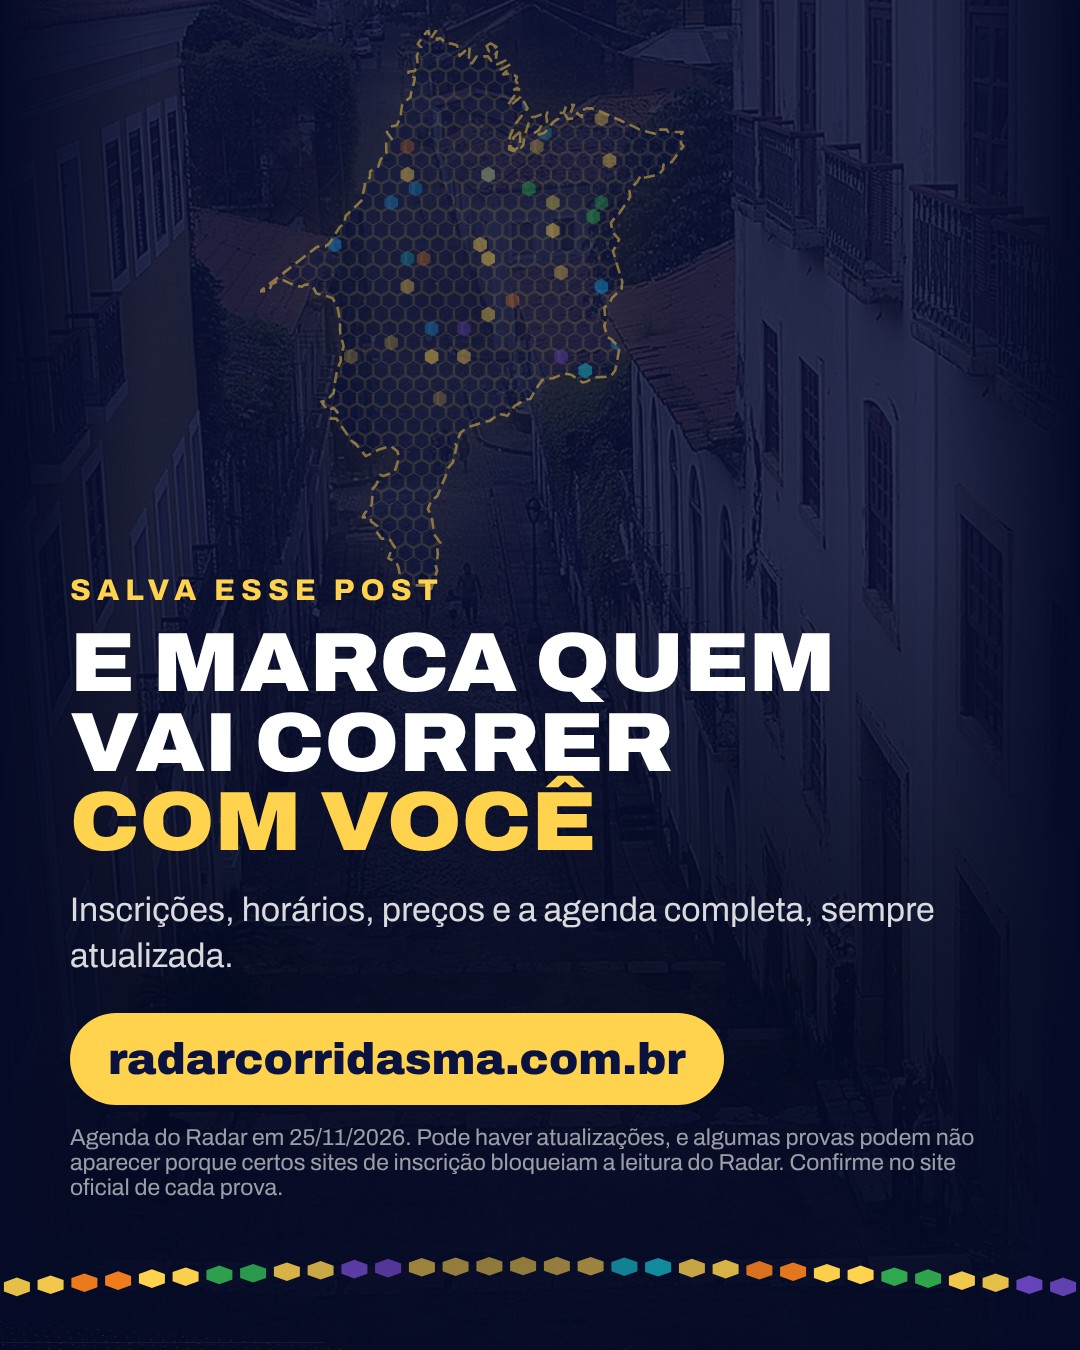 SALVA ESSE POST
E MARCA QUEM
VAI CORRER
COM VOCÊ
Inscrições, horários, preços e a agenda completa, sempre
atualizada.
radarcorridasma.com.br
Agenda do Radar em 25/11/2026. Pode haver atualizações, e algumas provas podem não
aparecer porque certos sites de inscrição bloqueiam a leitura do Radar. Confirme no site
oficial de cada prova.